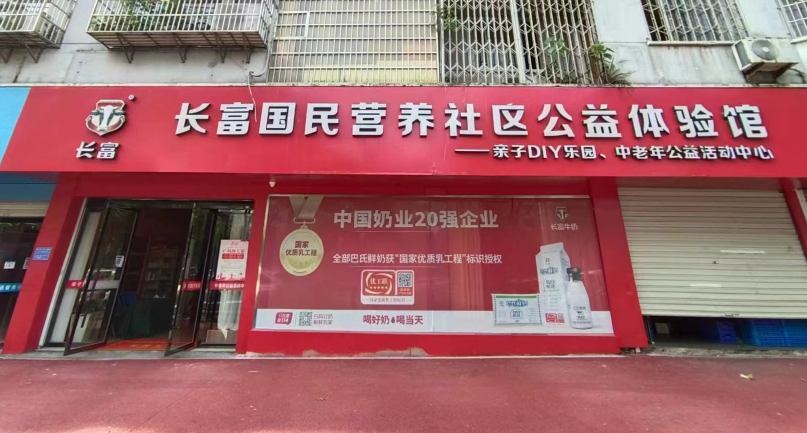 长富国民营养社区公益体验馆
长富
——亲子DIY乐园、中老年公益活动中心
中国奶业20强企业
长富牛奶
国家
优质乳工程
全部巴氏鲜奶获“国家优质乳工程”标识授权
优工联
喝好奶 喝当天